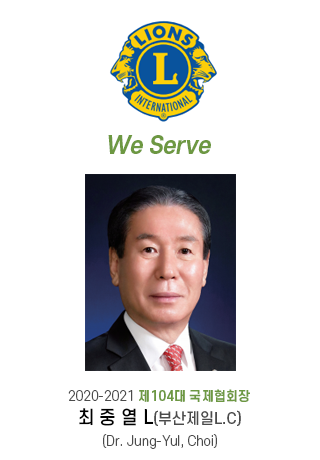 LIONS
L
INTERNATIONAL
We Serve
2020-2021 제104대 국제협회장
최 중 열 L(부산제일L.C)
(Dr. Jung-Yul, Choi)